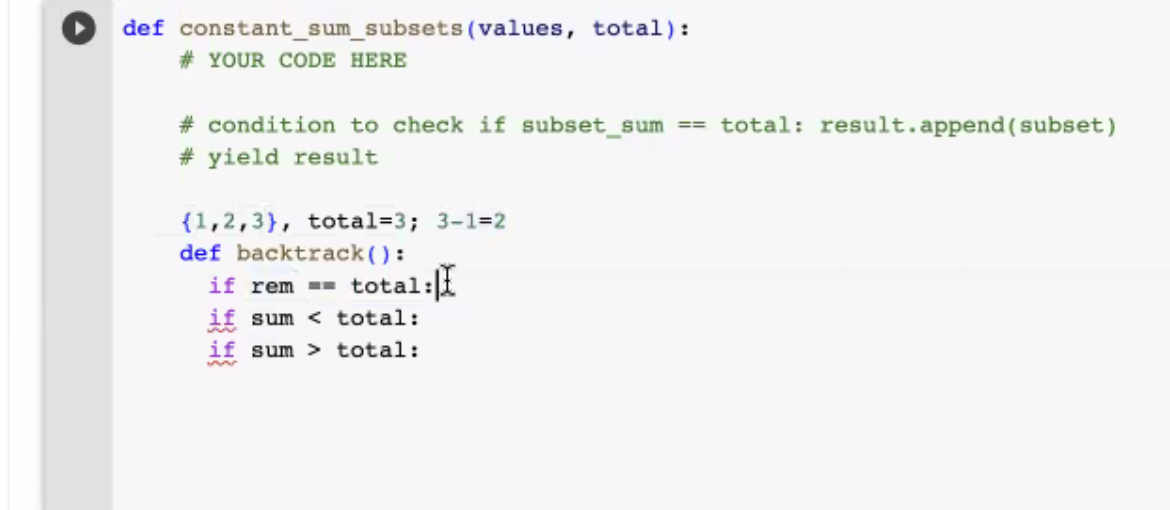 def constant_sum_subsets(values, total):
# YOUR CODE HERE
# condition to check if subset_sum == total: result.append(subset)
# yield result
{1,2,3}, total=3; 3-1=2
def backtrack():
if rem == total:
if sum < total:
if sum > total: